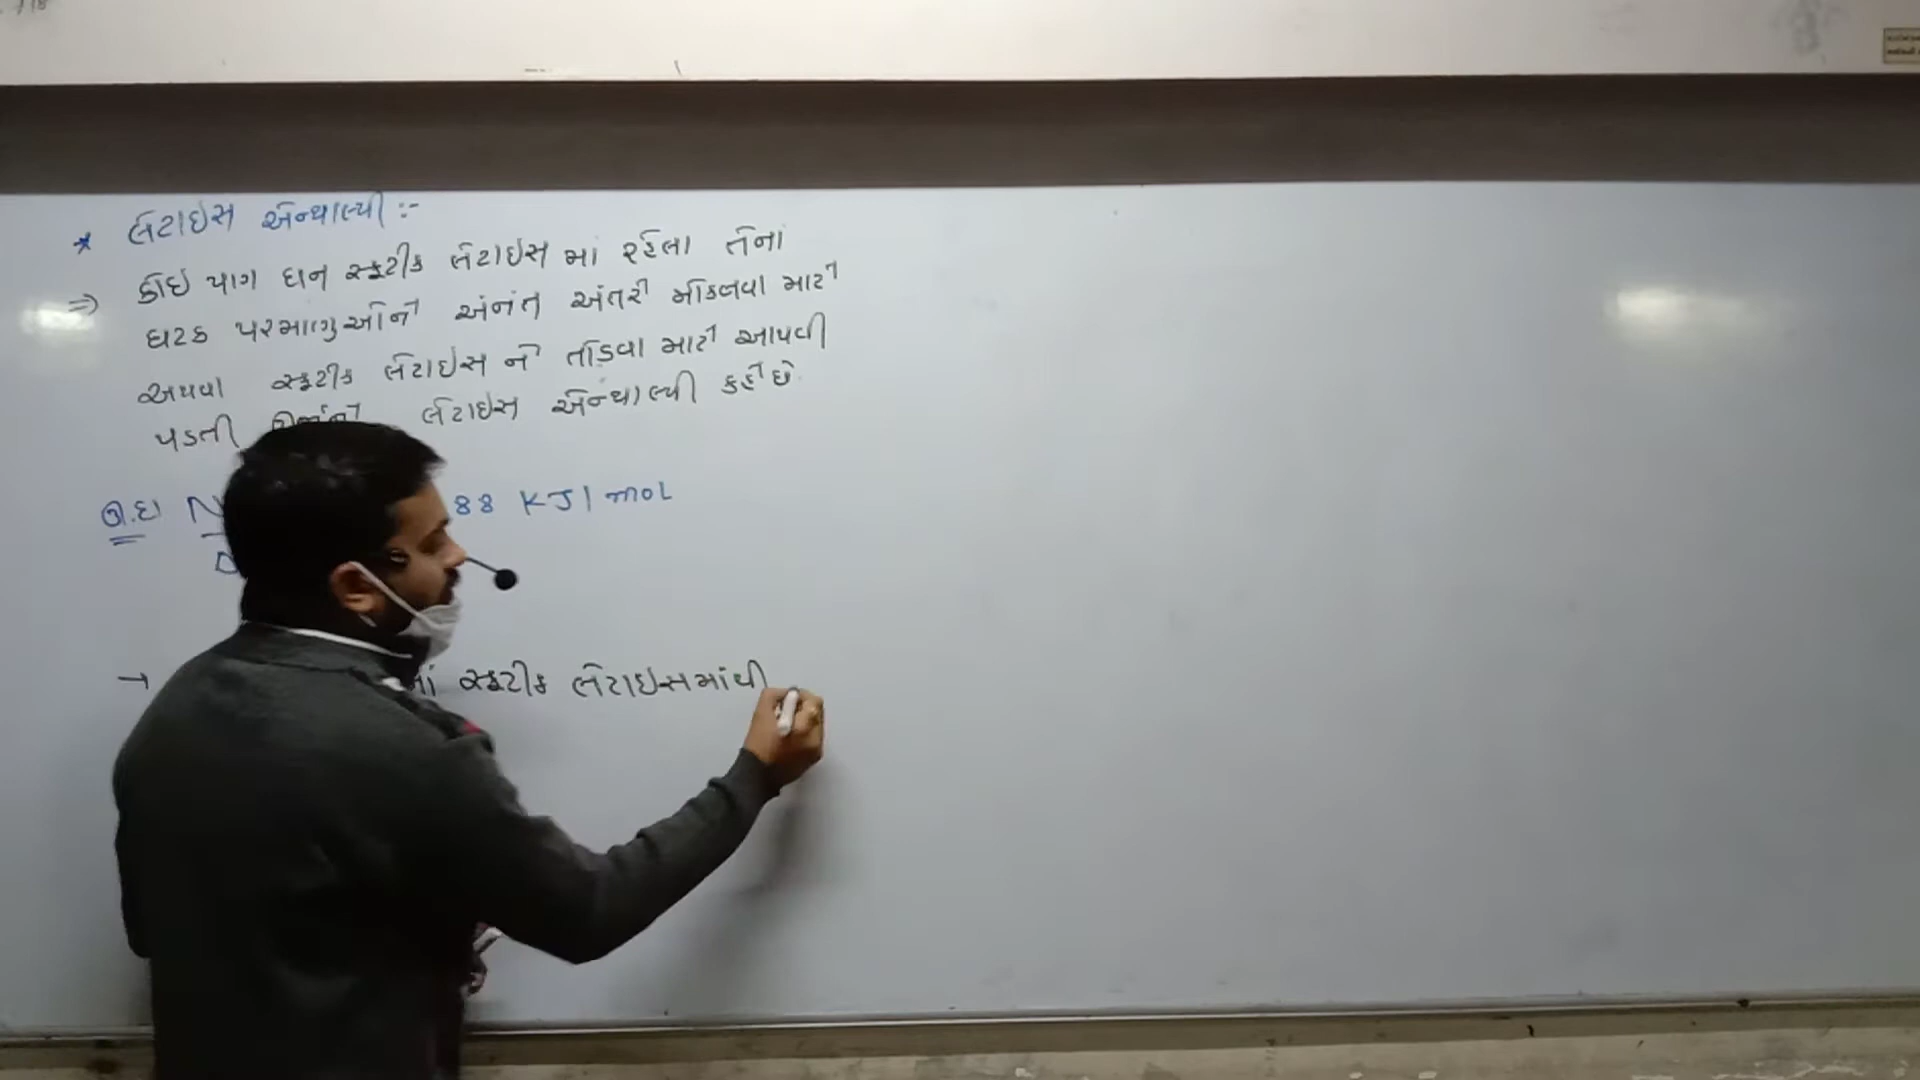 * લેટાઇસ એન્થાલ્પી :-
⇒ કોઇ પણ ઘન સ્ફટીક લેટાઇસ માં રહેલા તેનાં
ઘટક પરમાણુઓને અંનંત અંતરે મોકલવા માટે
અથવા સ્ફટીક લેટાઇસ ને તોડવા માટે આપવી
પડતી ઊર્જાને લેટાઇસ એન્થાલ્પી કહે છે.
ઊ.દા N 88 KJ/mol
→ સ્ફટીક લેટાઇસમાંથી